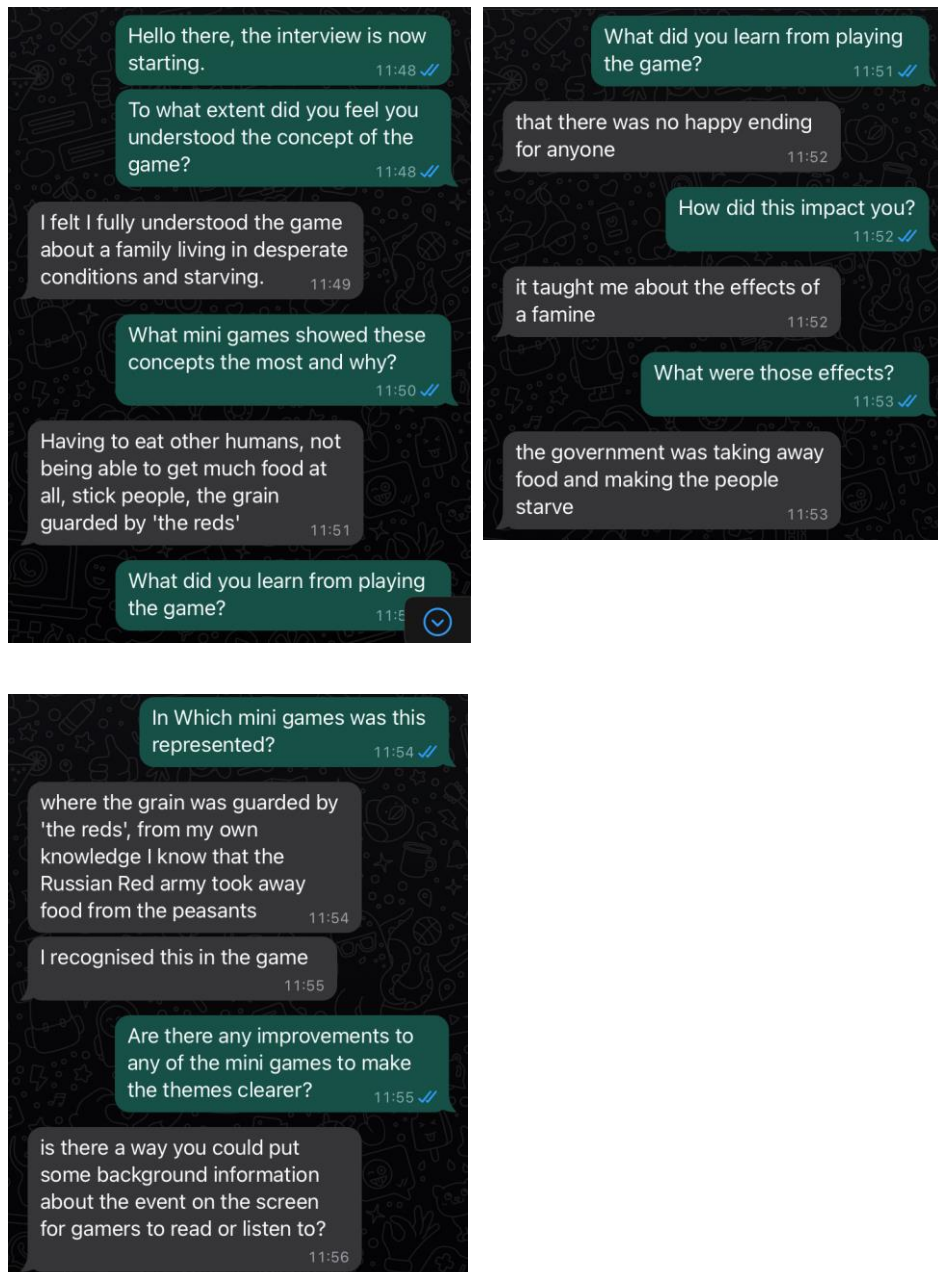 Hello there, the interview is now
starting.
11:48
To what extent did you feel you
understood the concept of the
game?
11:48
I felt I fully understood the game
about a family living in desperate
conditions and starving.
11:49
What mini games showed these
concepts the most and why?
11:50
Having to eat other humans, not
being able to get much food at
all, stick people, the grain
guarded by 'the reds'
11:51
What did you learn from playing
the game?
What did you learn from playing
the game?
11:51
that there was no happy ending
for anyone
11:52
How did this impact you?
11:52
it taught me about the effects of
a famine
11:52
What were those effects?
11:53
the government was taking away
food and making the people
starve
11:53
In Which mini games was this
represented?
11:54
where the grain was guarded by
'the reds', from my own
knowledge I know that the
Russian Red army took away
food from the peasants
11:54
I recognised this in the game
11:55
Are there any improvements to
any of the mini games to make
the themes clearer?
11:55
is there a way you could put
some background information
about the event on the screen
for gamers to read or listen to?
11:56